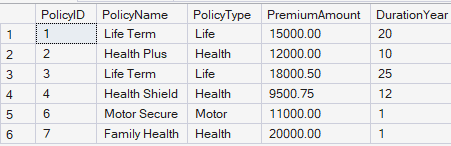 PolicyID PolicyName PolicyType PremiumAmount DurationYear
1 1 Life Term Life 15000.00 20
2 2 Health Plus Health 12000.00 10
3 3 Life Term Life 18000.50 25
4 4 Health Shield Health 9500.75 12
5 6 Motor Secure Motor 11000.00 1
6 7 Family Health Health 20000.00 1